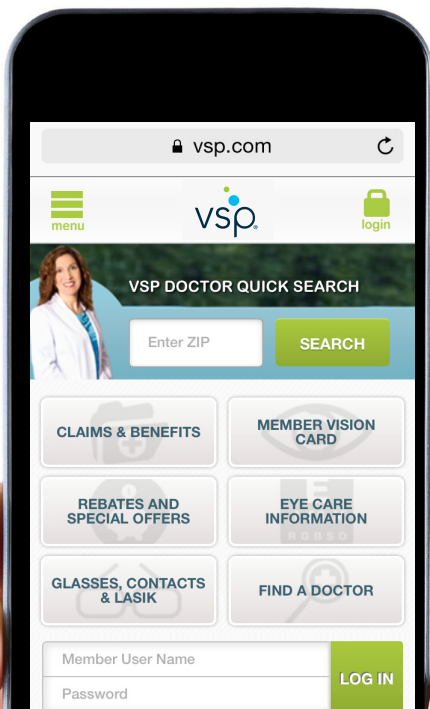 vsp.com
menu
vsp.
login
VSP DOCTOR QUICK SEARCH
Enter ZIP
SEARCH
CLAIMS & BENEFITS
MEMBER VISION
CARD
REBATES AND
SPECIAL OFFERS
EYE CARE
INFORMATION
GLASSES, CONTACTS
& LASIK
FIND A DOCTOR
Member User Name
Password
LOG IN